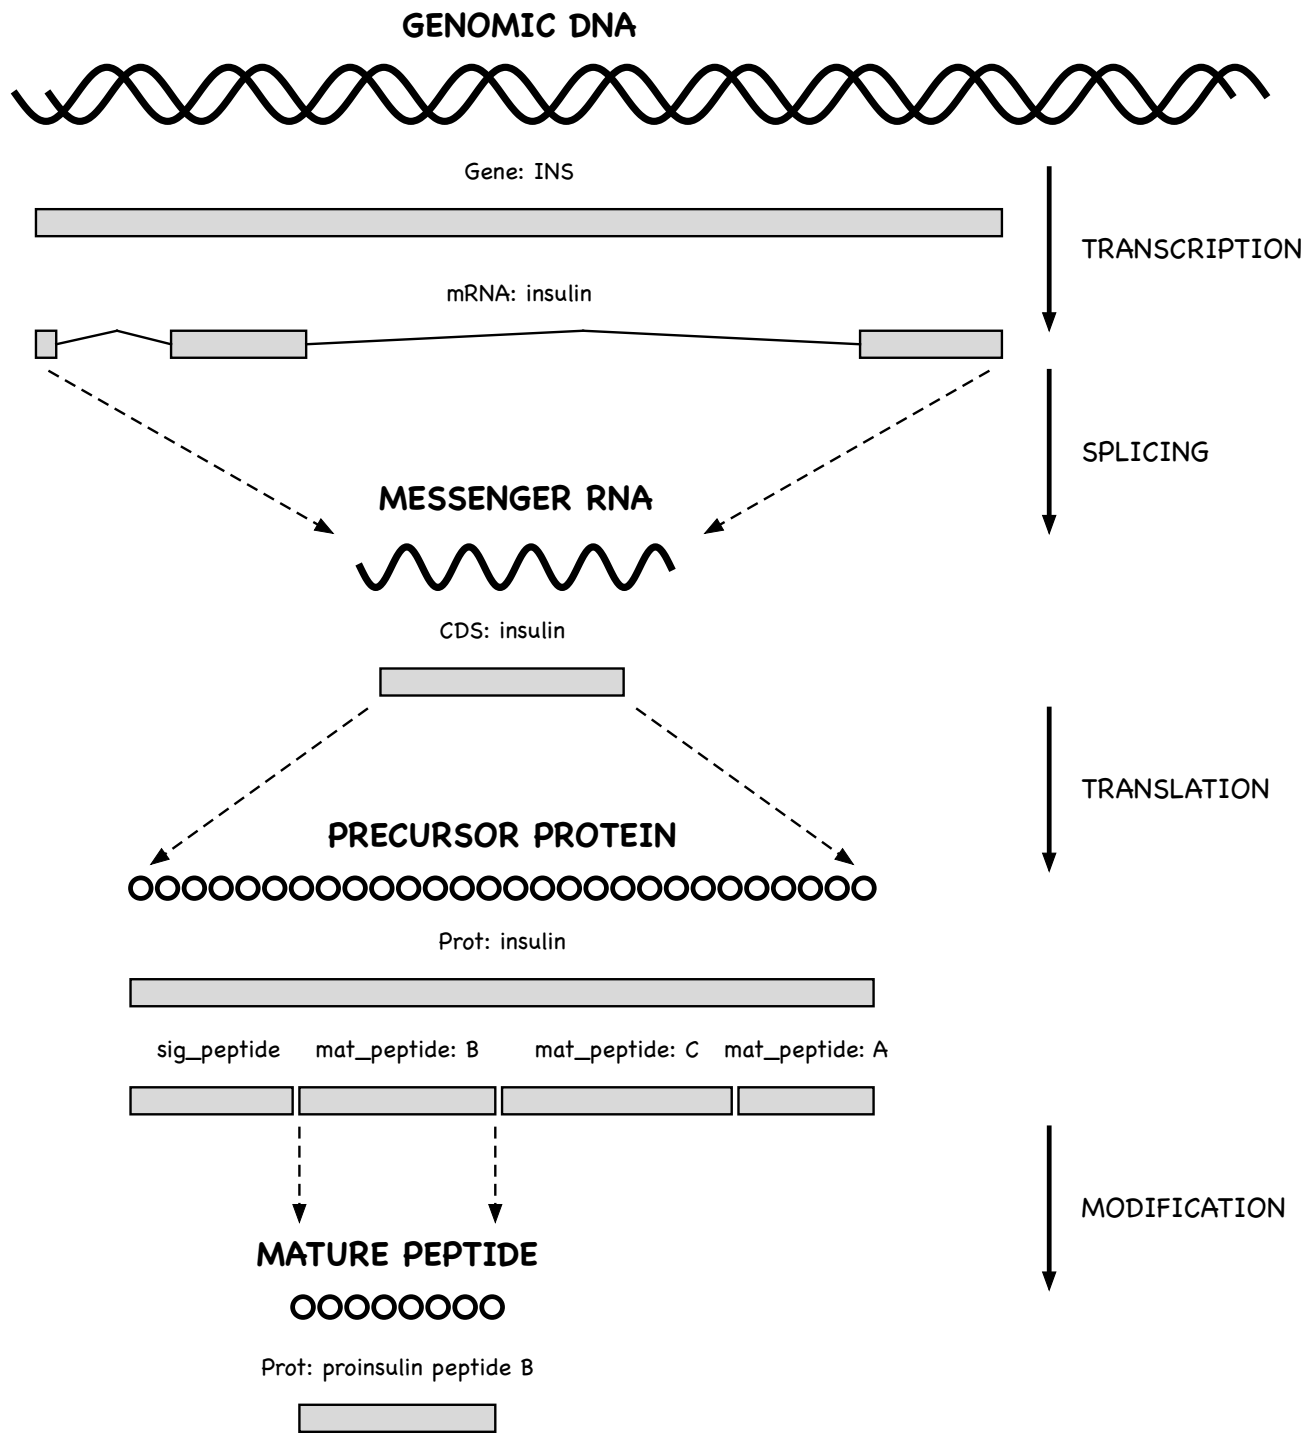 GENOMIC DNA
Gene: INS
TRANSCRIPTION
mRNA: insulin
SPLICING
MESSENGER RNA
CDS: insulin
TRANSLATION
PRECURSOR PROTEIN
Prot: insulin
sig_peptide mat_peptide: B mat_peptide: C mat_peptide: A
MODIFICATION
MATURE PEPTIDE
Prot: proinsulin peptide B